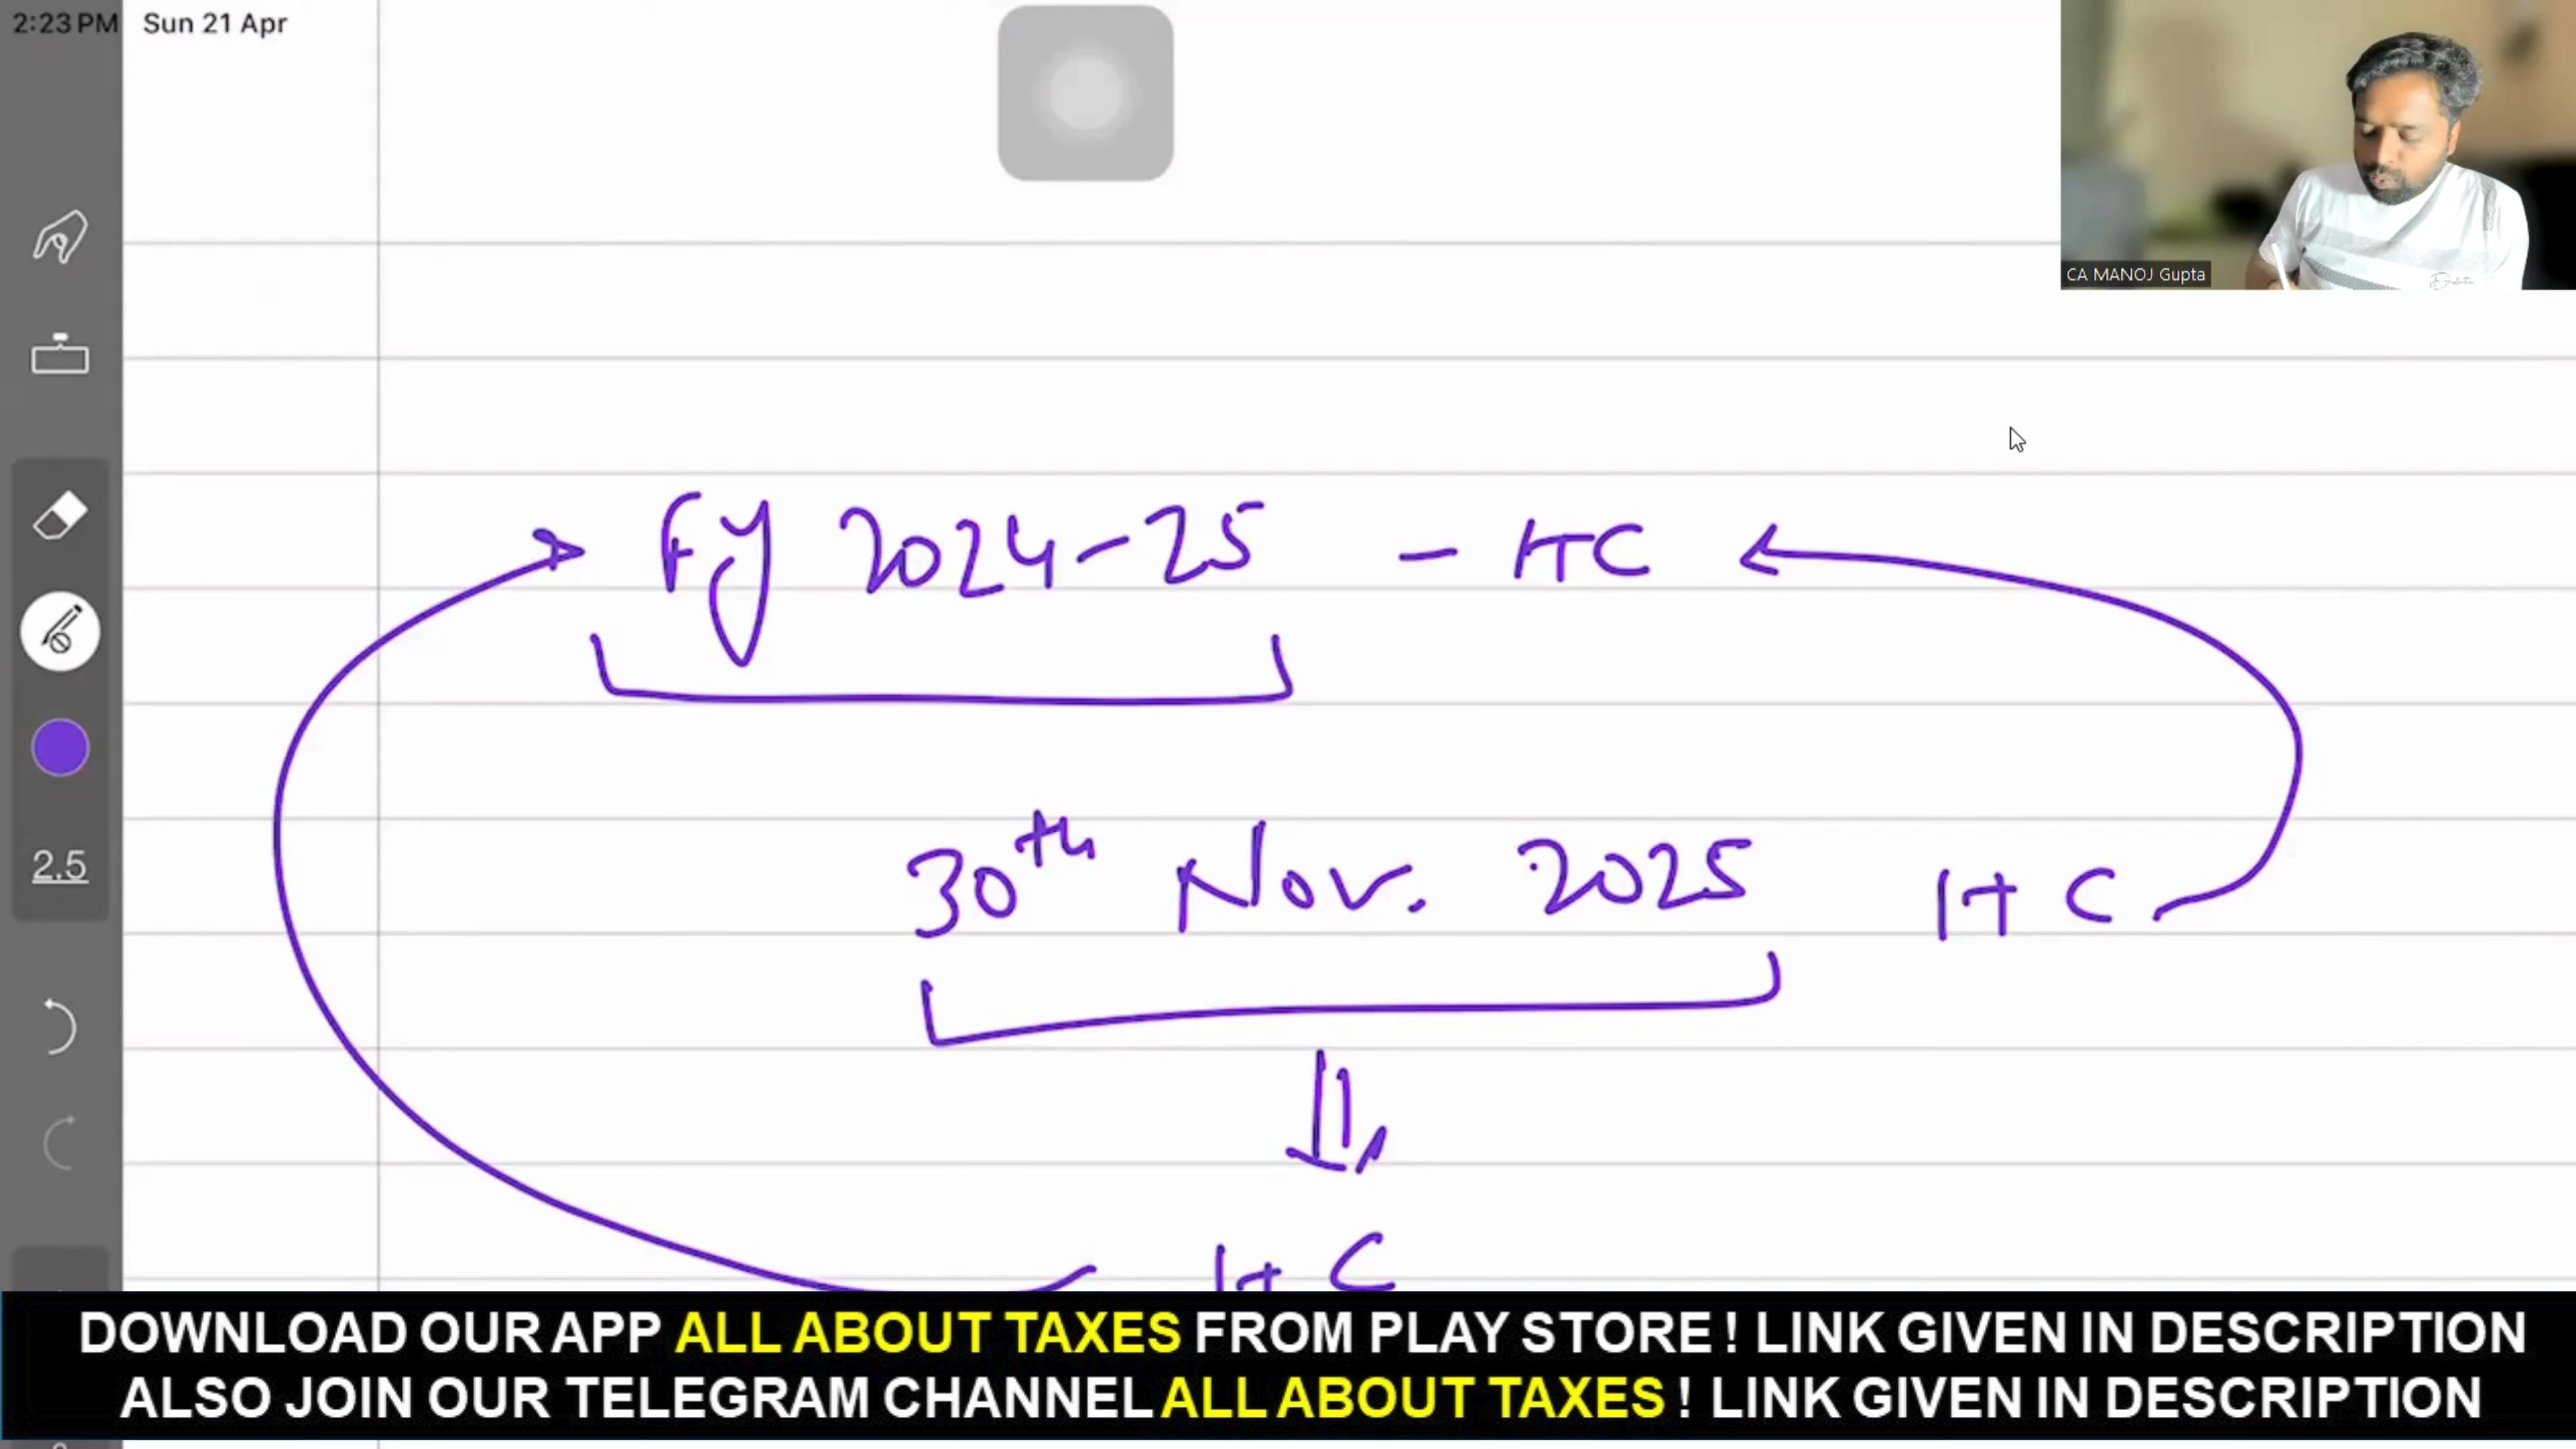 2:23 PM Sun 21 Apr
CA MANOJ Gupta
Fy 2024-25 - ITC
30th Nov. 2025 ITC
2.5
ITC
DOWNLOAD OUR APP ALL ABOUT TAXES FROM PLAY STORE ! LINK GIVEN IN DESCRIPTION
ALSO JOIN OUR TELEGRAM CHANNEL ALL ABOUT TAXES ! LINK GIVEN IN DESCRIPTION